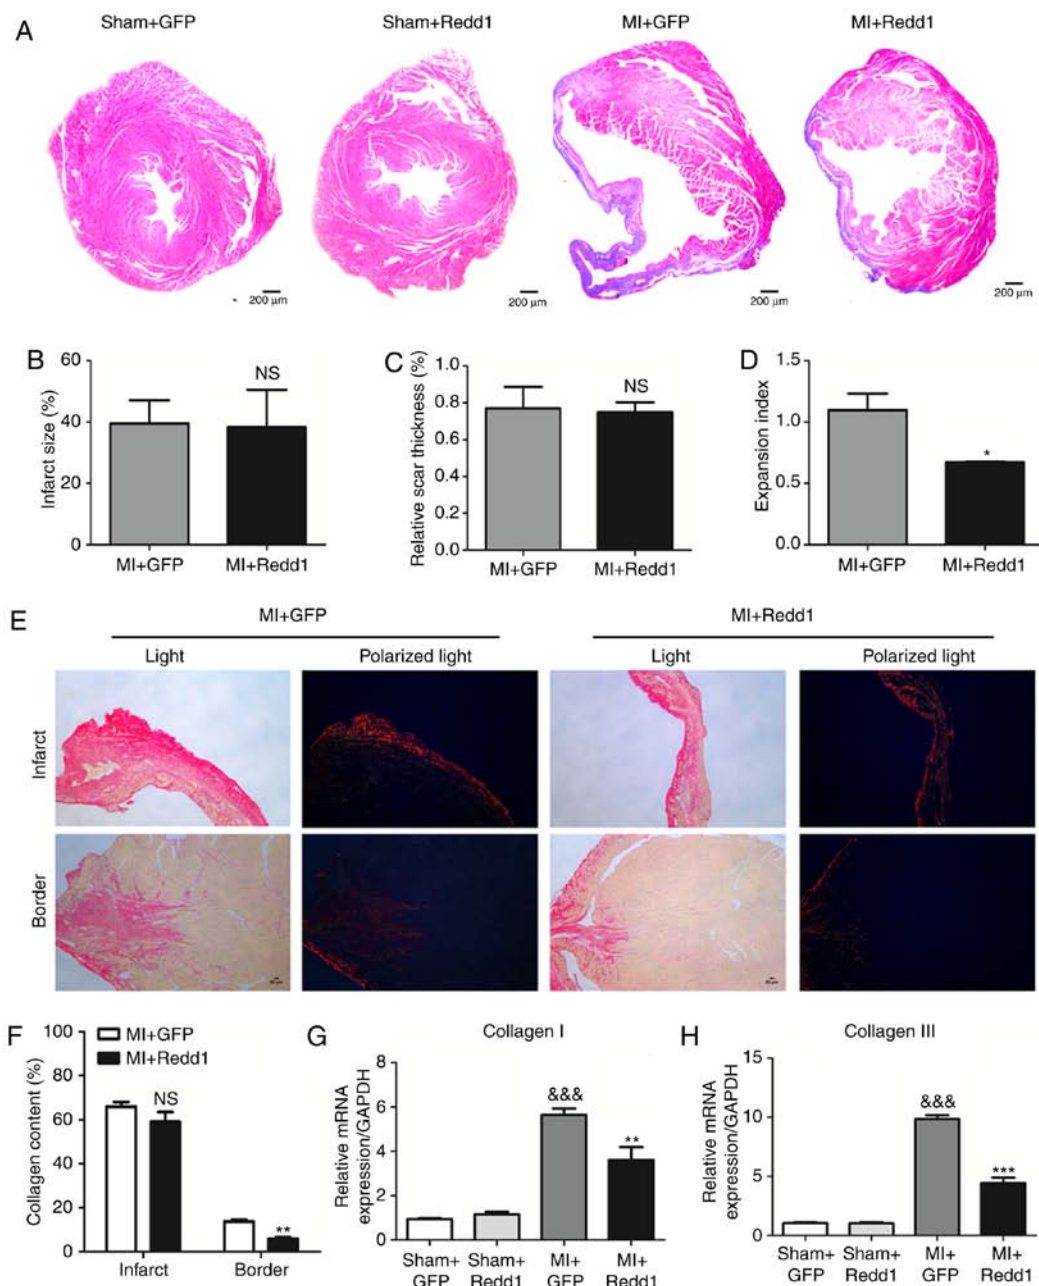 A
Sham+GFP
Sham+Redd1
MI+GFP
MI+Redd1
200 µm
200 µm
200 µm
200 µm
B
Infarct size (%)
60
40
20
0
NS
MI+GFP
MI+Redd1
C
Relative scar thickness (%)
1.0
0.8
0.6
0.4
0.2
0.0
NS
MI+GFP
MI+Redd1
D
Expansion index
1.5
1.0
0.5
0.0
*
MI+GFP
MI+Redd1
E
MI+GFP
MI+Redd1
Light
Polarized light
Light
Polarized light
Infarct
Border
F
Collagen content (%)
100
80
60
40
20
0
MI+GFP
MI+Redd1
NS
**
Infarct
Border
G
Collagen I
Relative mRNA
expression/GAPDH
8
6
4
2
0
&&&
**
Sham+
GFP
Sham+
Redd1
MI+
GFP
MI+
Redd1
H
Collagen III
Relative mRNA
expression/GAPDH
15
10
5
0
&&&
***
Sham+
GFP
Sham+
Redd1
MI+
GFP
MI+
Redd1